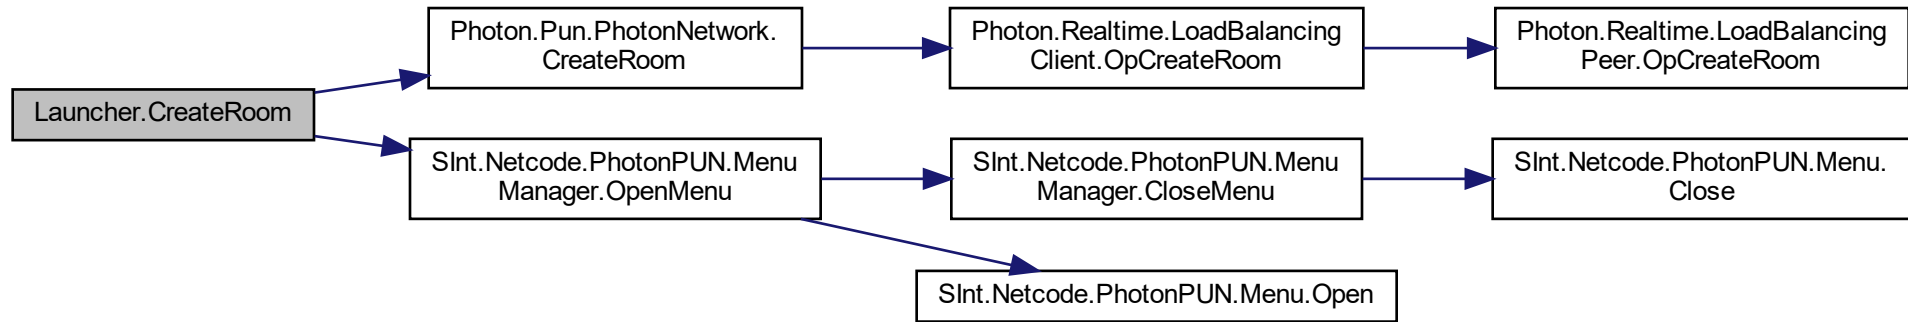 Launcher.CreateRoom
Photon.Pun.PhotonNetwork.
CreateRoom
Photon.Realtime.LoadBalancing
Client.OpCreateRoom
Photon.Realtime.LoadBalancing
Peer.OpCreateRoom
SInt.Netcode.PhotonPUN.Menu
Manager.OpenMenu
SInt.Netcode.PhotonPUN.Menu
Manager.CloseMenu
SInt.Netcode.PhotonPUN.Menu.
Close
SInt.Netcode.PhotonPUN.Menu.Open